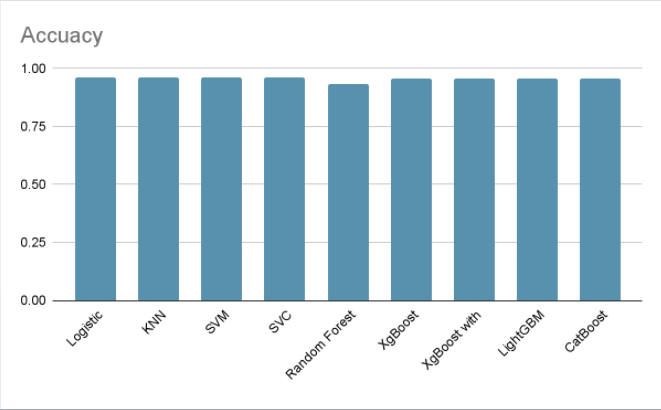 Accuacy
1.00
0.75
0.50
0.25
0.00
Logistic
KNN
SVM
SVC
Random Forest
XgBoost
XgBoost with
LightGBM
CatBoost